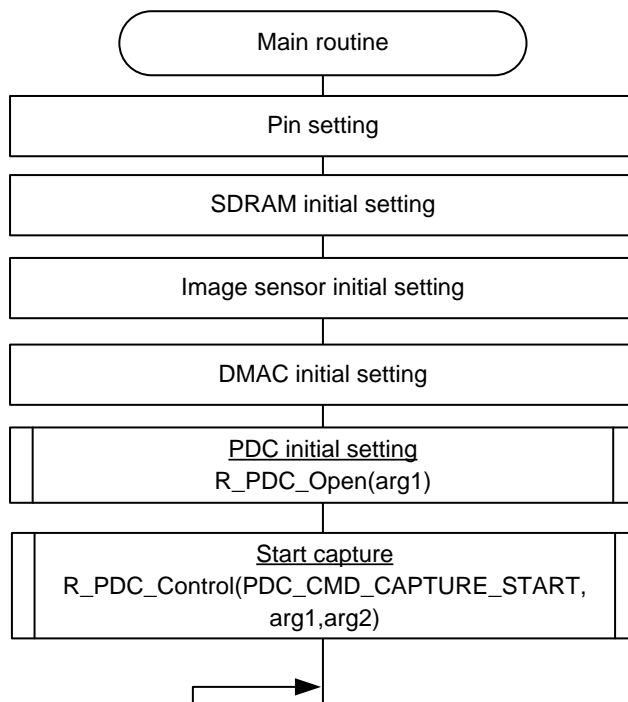 Main routine
Pin setting
SDRAM initial setting
Image sensor initial setting
DMAC initial setting
PDC initial setting
R_PDC_Open(arg1)
Start capture
R_PDC_Control(PDC_CMD_CAPTURE_START,
arg1,arg2)